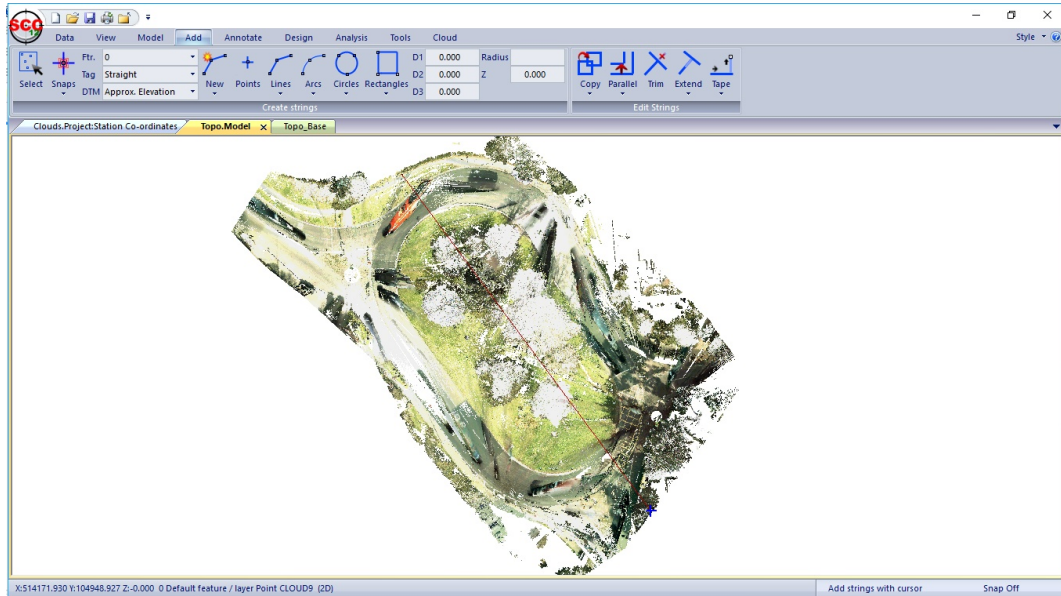 SCC
Data View Model Add Annotate Design Analysis Tools Cloud Style
Select Snaps Ftr. 0 New Points Lines Arcs Circles Rectangles D1 0.000 Radius Copy Parallel Trim Extend Tape
Tag Straight D2 0.000 Z 0.000
DTM Approx. Elevation D3 0.000
Create strings Edit Strings
Clouds.Project:Station Co-ordinates Topo.Model x Topo_Base
X:514171.930 Y:104948.927 Z:-0.000 0 Default feature / layer Point CLOUD9 (2D) Add strings with cursor Snap Off